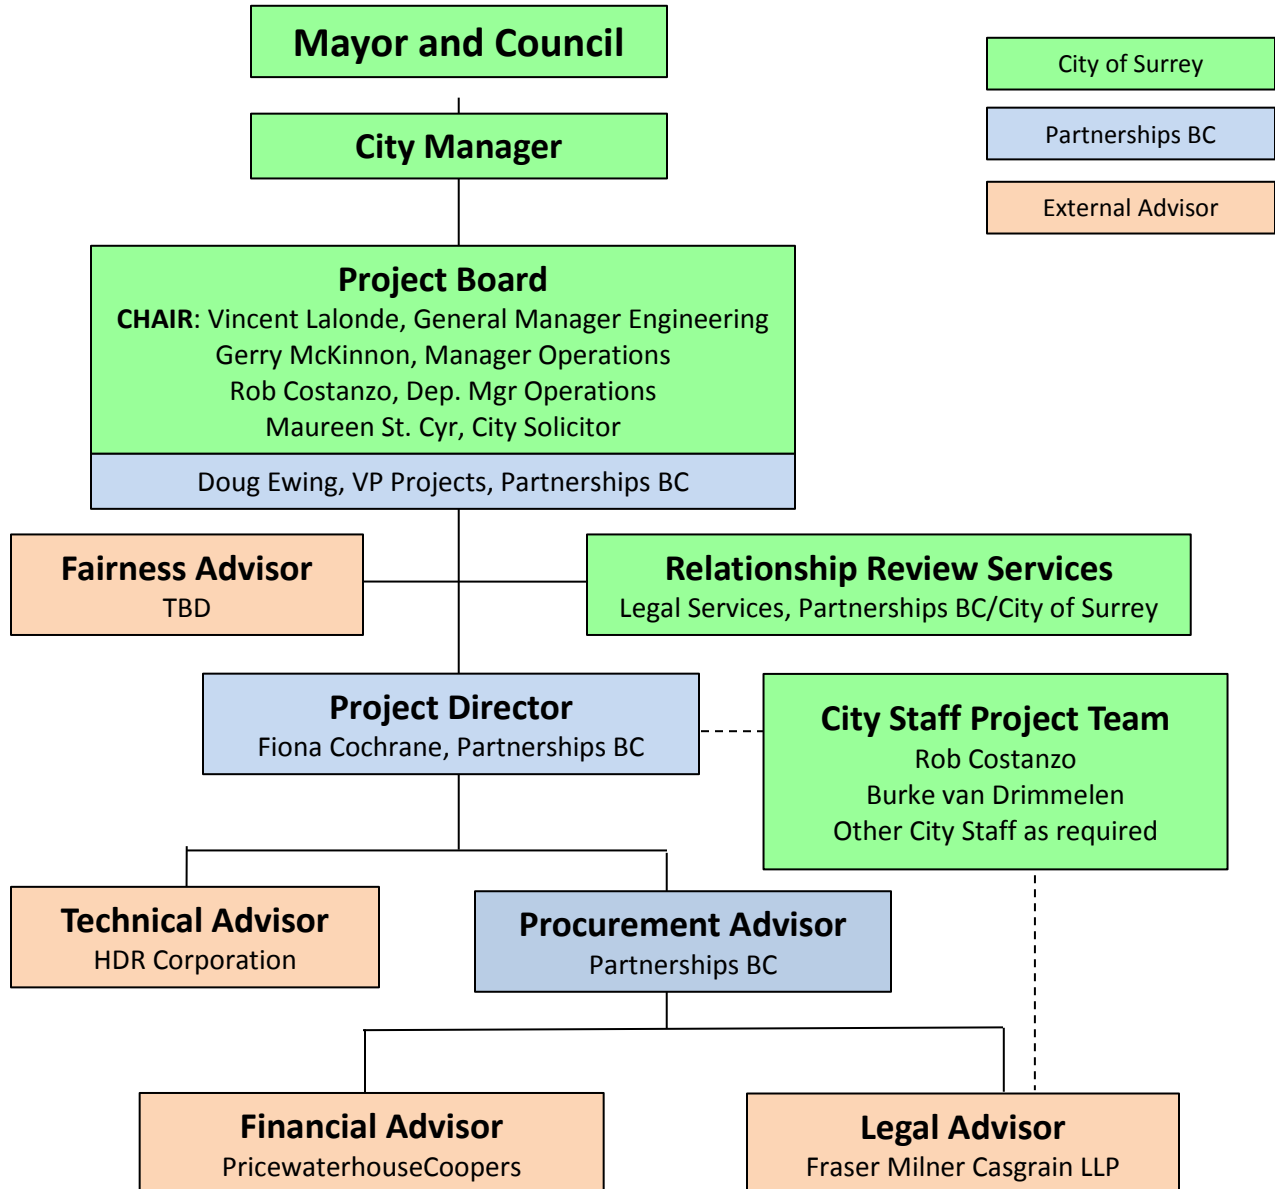 Mayor and Council
City of Surrey
City Manager
Partnerships BC
External Advisor
Project Board
CHAIR: Vincent Lalonde, General Manager Engineering
Gerry McKinnon, Manager Operations
Rob Costanzo, Dep. Mgr Operations
Maureen St. Cyr, City Solicitor
Doug Ewing, VP Projects, Partnerships BC
Fairness Advisor
TBD
Relationship Review Services
Legal Services, Partnerships BC/City of Surrey
Project Director
Fiona Cochrane, Partnerships BC
City Staff Project Team
Rob Costanzo
Burke van Drimmelen
Other City Staff as required
Technical Advisor
HDR Corporation
Procurement Advisor
Partnerships BC
Financial Advisor
PricewaterhouseCoopers
Legal Advisor
Fraser Milner Casgrain LLP